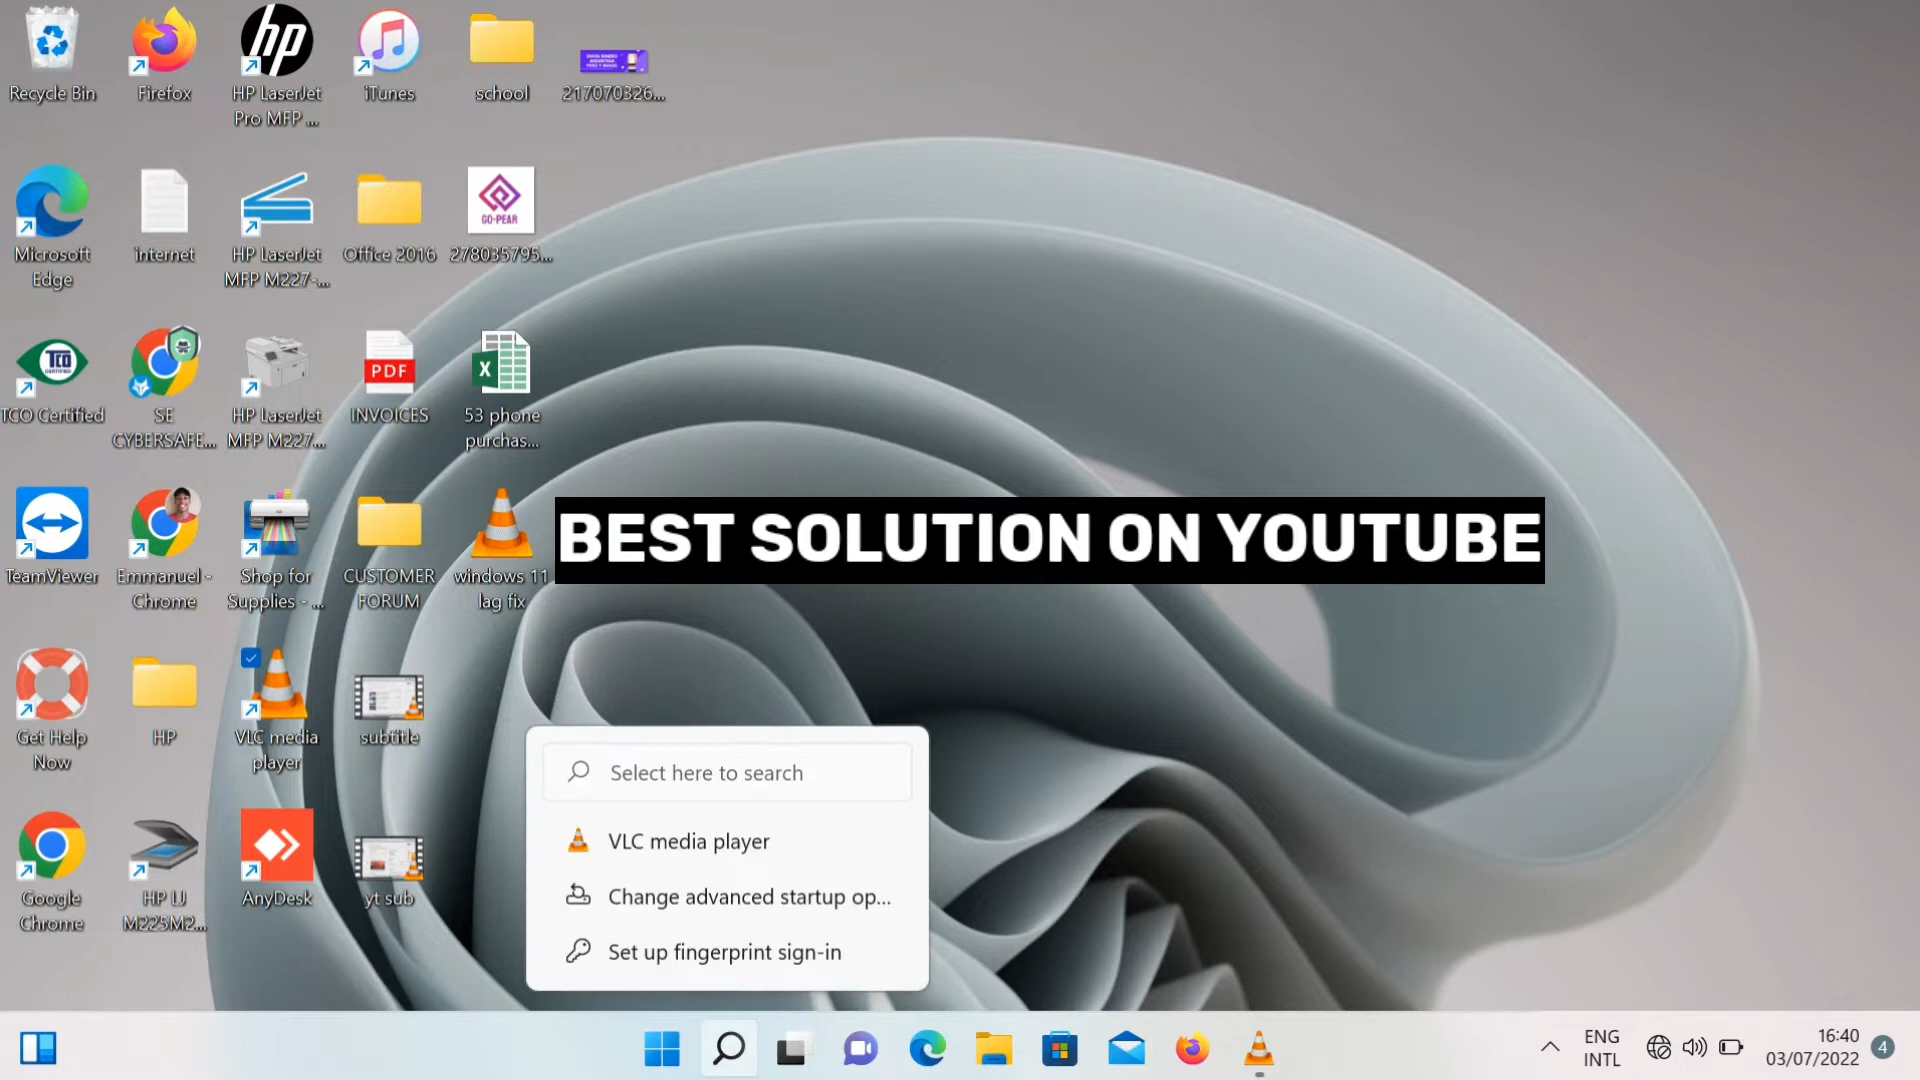 Recycle Bin
Firefox
hp
HP LaserJet
Pro MFP ...
iTunes
school
217070326...
Microsoft
Edge
internet
HP LaserJet
MFP M227-...
Office 2016
GO-PEAR
278035795...
TCO
CERTIFIED
TCO Certified
SE
CYBERSAFE...
HP LaserJet
MFP M227...
PDF
INVOICES
X
53 phone
purchas...
TeamViewer
Emmanuel -
Chrome
Shop for
Supplies - ...
CUSTOMER
FORUM
windows 11
lag fix
BEST SOLUTION ON YOUTUBE
Get Help
Now
HP
VLC media
player
subtitle
Google
Chrome
HP LJ
M225M2...
AnyDesk
yt sub
Select here to search
VLC media player
Change advanced startup op...
Set up fingerprint sign-in
ENG
INTL
16:40
03/07/2022
4